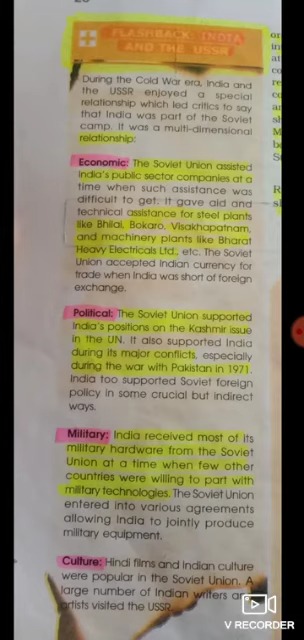 FLASHBACK: INDIA
AND THE USSR
During the Cold War era, India and
the USSR enjoyed a special
relationship which led critics to say
that India was part of the Soviet
camp. It was a multi-dimensional
relationship:
Economic: The Soviet Union assisted
India's public sector companies at a
time when such assistance was
difficult to get. It gave aid and
technical assistance for steel plants
like Bhilai, Bokaro, Visakhapatnam,
and machinery plants like Bharat
Heavy Electricals Ltd., etc. The Soviet
Union accepted Indian currency for
trade when India was short of foreign
exchange.
Political: The Soviet Union supported
India's positions on the Kashmir issue
in the UN. It also supported India
during its major conflicts, especially
during the war with Pakistan in 1971.
India too supported Soviet foreign
policy in some crucial but indirect
ways.
Military: India received most of its
military hardware from the Soviet
Union at a time when few other
countries were willing to part with
military technologies. The Soviet Union
entered into various agreements
allowing India to jointly produce
military equipment.
Culture: Hindi films and Indian culture
were popular in the Soviet Union. A
large number of Indian writers and
artists visited the USSR.
V RECORDER